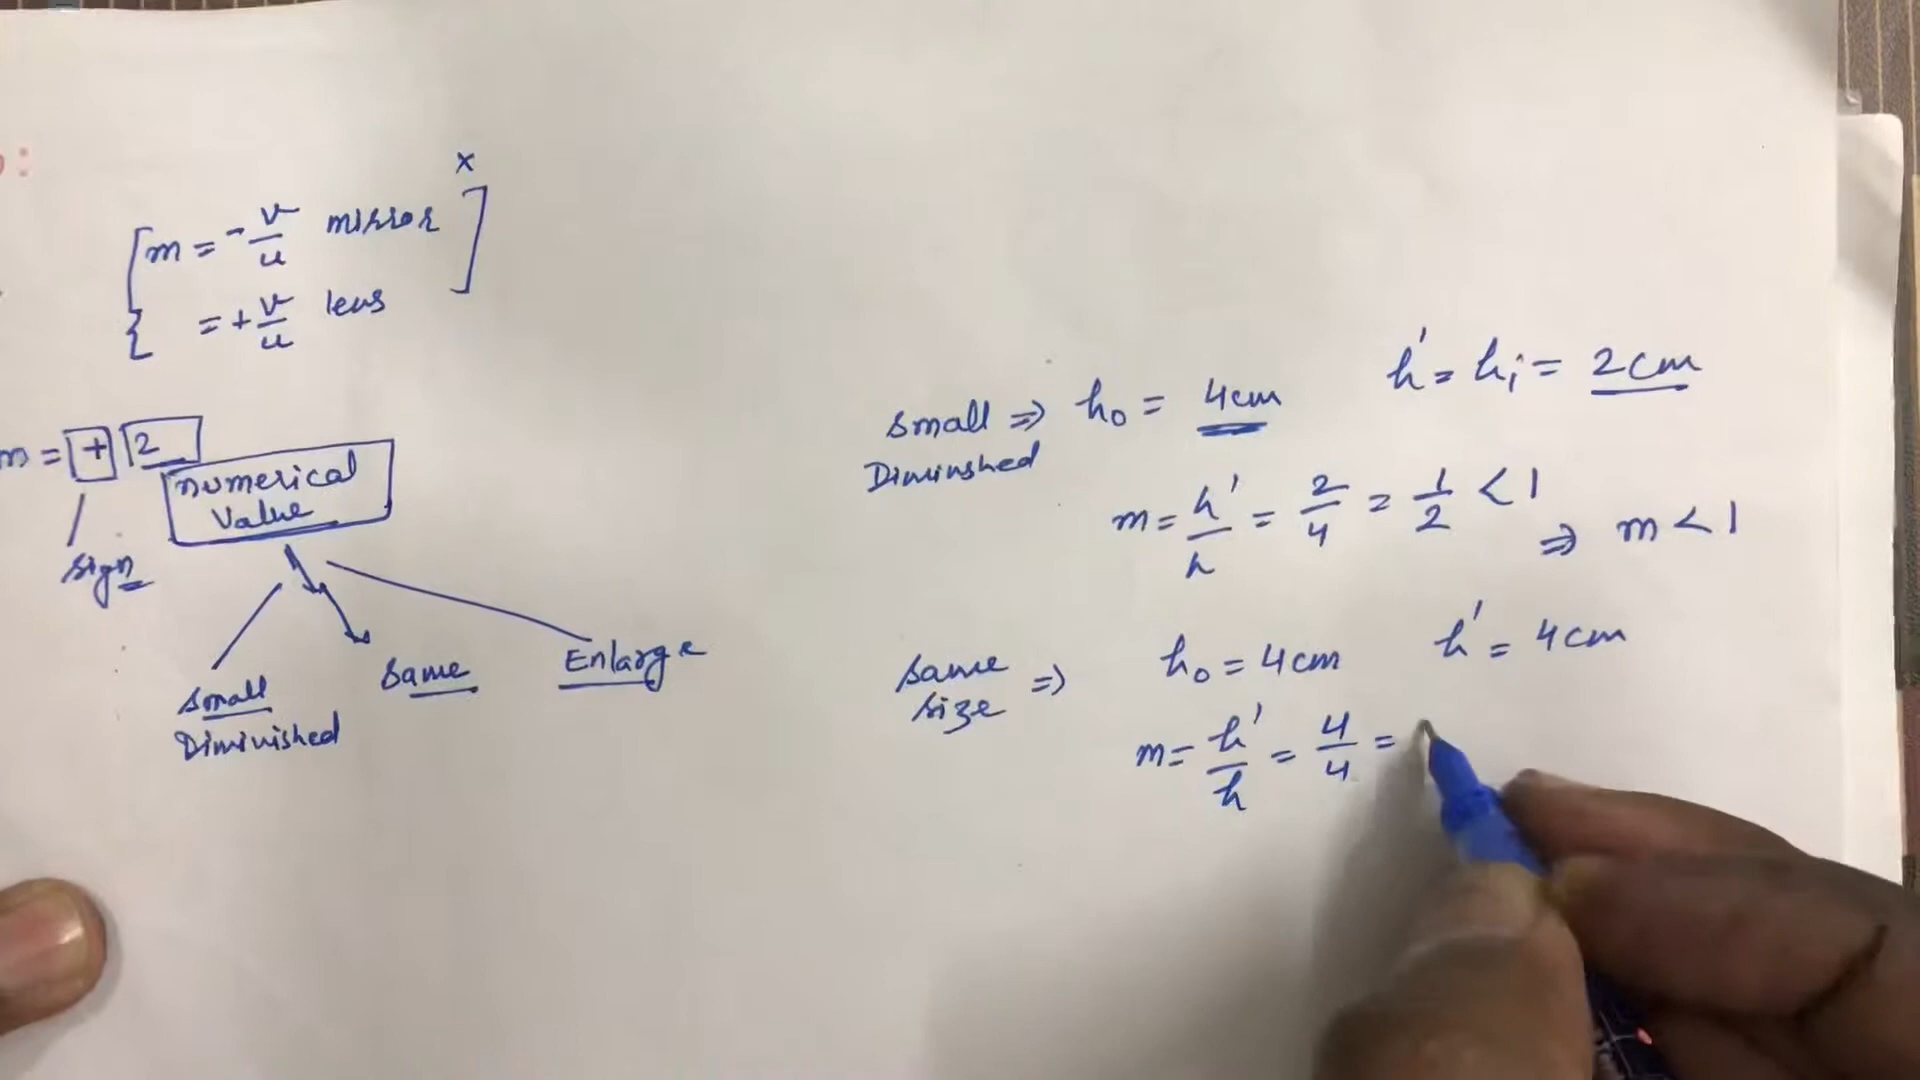 x
m = - v/u mirror
= + v/u lens
m = + 2
numerical
value
sign
small
Diminished
same
Enlarge
small ⇒ h₀ = 4cm h' = hi = 2cm
Diminshed
m = h'/h = 2/4 = 1/2 < 1
⇒ m < 1
same
size ⇒ h₀ = 4cm h' = 4cm
m = h'/h = 4/4 =